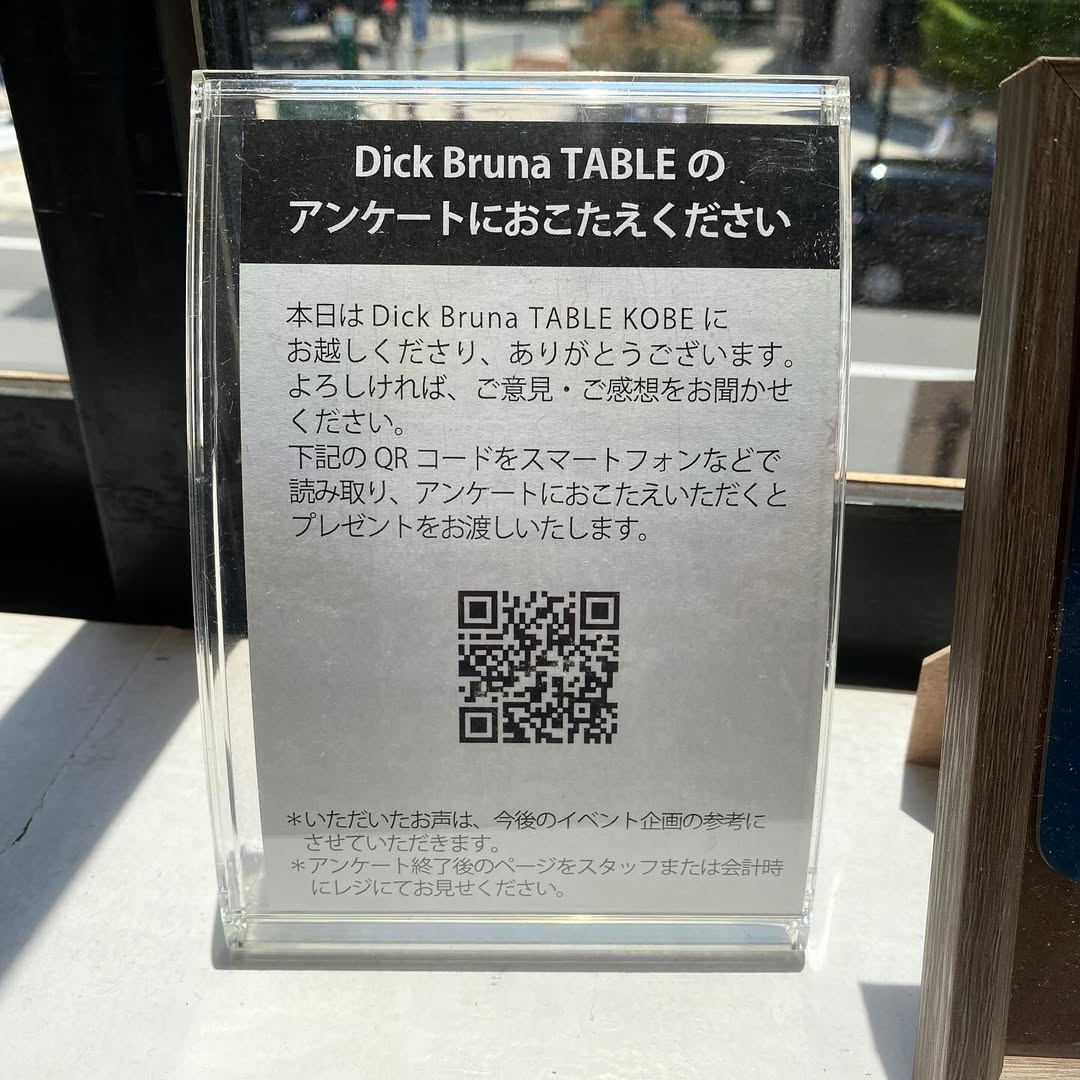 Dick Bruna TABLE の
アンケートにおこたえください
本日は Dick Bruna TABLE KOBE に
お越しくださり、ありがとうございます。
よろしければ、ご意見・ご感想をお聞かせ
ください。
下記の QR コードをスマートフォンなどで
読み取り、アンケートにおこたえいただくと
プレゼントをお渡しいたします。
＊いただいたお声は、今後のイベント企画の参考に
させていただきます。
＊アンケート終了後のページをスタッフまたは会計時
にレジにてお見せください。